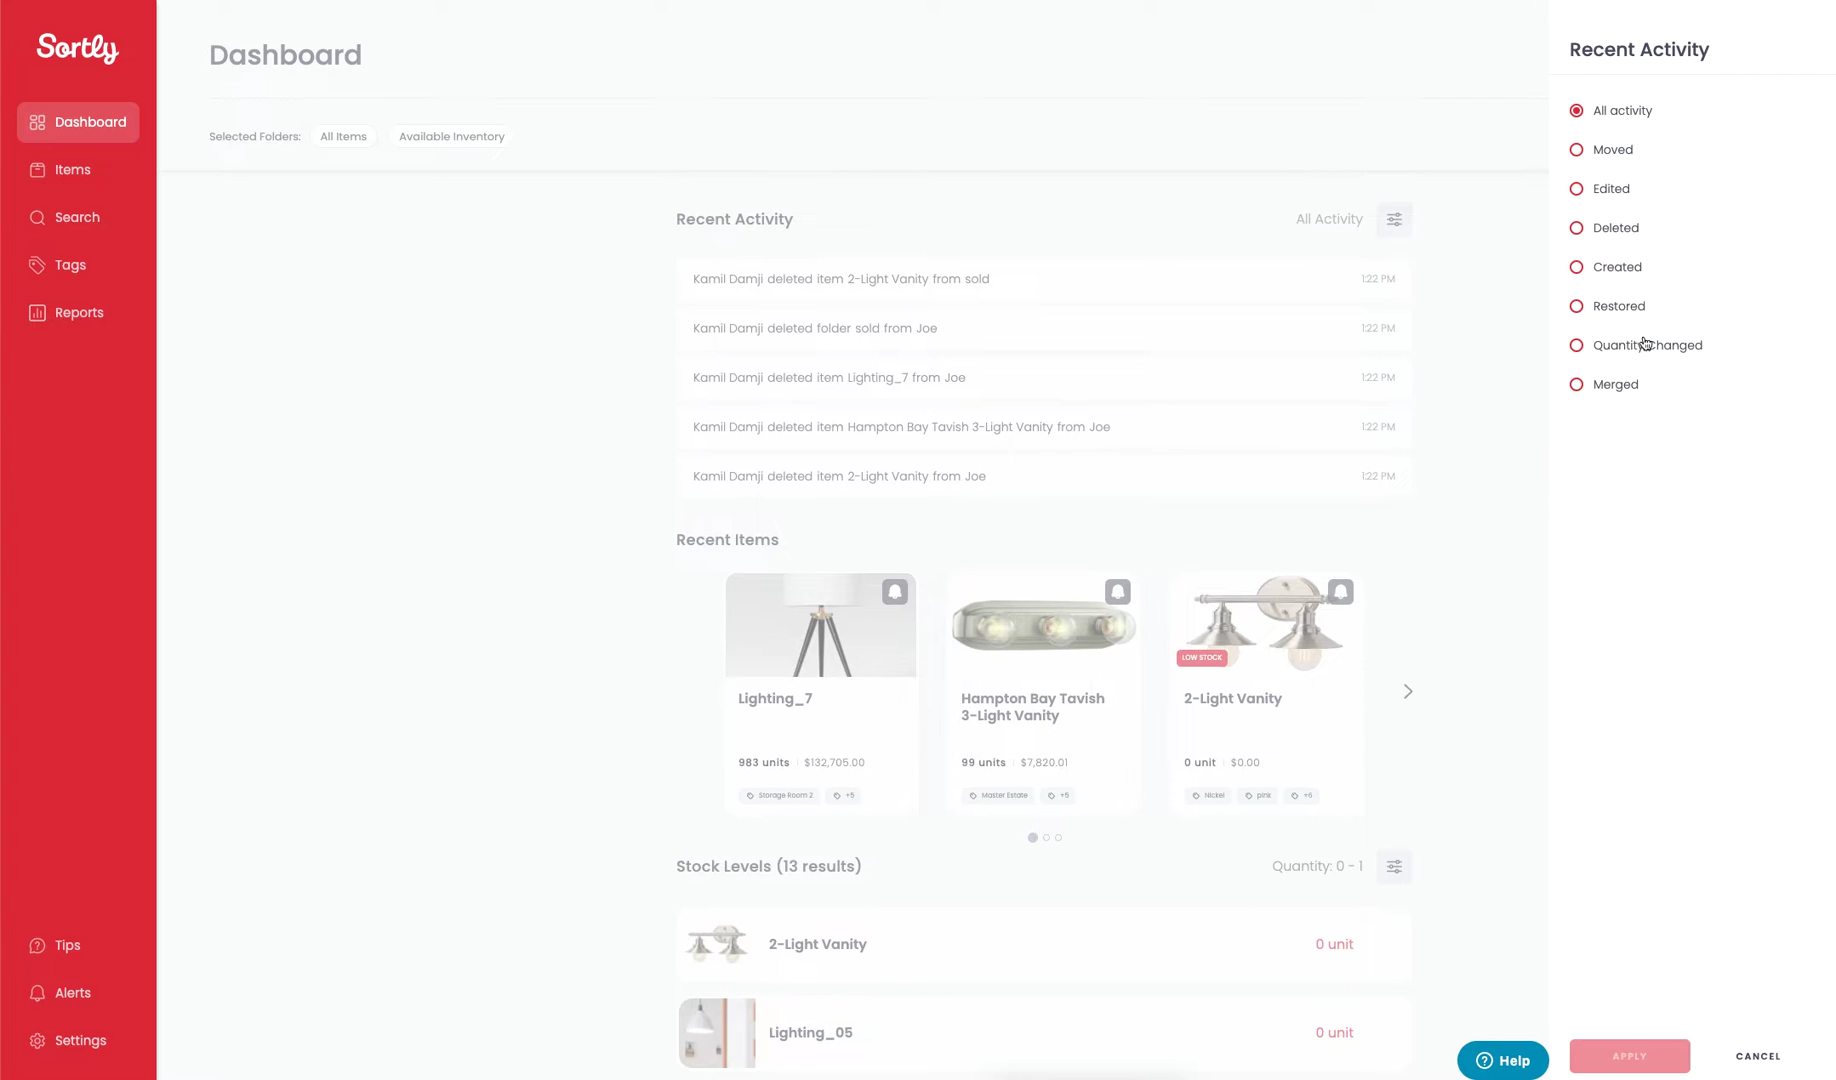 Sortly
Dashboard
Items
Search
Tags
Reports
Tips
Alerts
Settings
Dashboard
Selected Folders: All Items Available Inventory
Recent Activity All Activity
Kamil Damji deleted item 2-Light Vanity from sold 1:22 PM
Kamil Damji deleted folder sold from Joe 1:22 PM
Kamil Damji deleted item Lighting_7 from Joe 1:22 PM
Kamil Damji deleted item Hampton Bay Tavish 3-Light Vanity from Joe 1:22 PM
Kamil Damji deleted item 2-Light Vanity from Joe 1:22 PM
Recent Items
Lighting_7
983 units $132,705.00
Storage Room 2 +5
Hampton Bay Tavish
3-Light Vanity
99 units $7,820.01
Master Estate +5
LOW STOCK
2-Light Vanity
0 unit $0.00
Nickel pink +6
Stock Levels (13 results) Quantity: 0 - 1
2-Light Vanity 0 unit
Lighting_05 0 unit
Help
Recent Activity
All activity
Moved
Edited
Deleted
Created
Restored
Quantity Changed
Merged
APPLY CANCEL